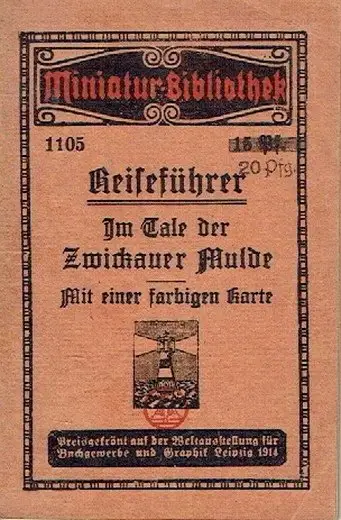 Miniatur-Bibliothek
1105
15 Pf.
20 Pfg.
Reiseführer
Im Tale der
Zwickauer Mulde
Mit einer farbigen Karte
Preisgekrönt auf der Weltausstellung für
Buchgewerbe und Graphik Leipzig 1914